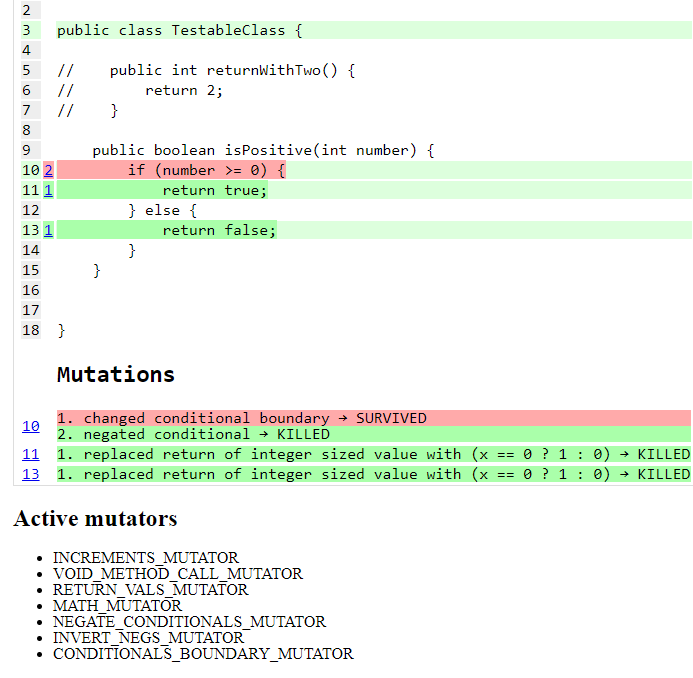 2
3 public class TestableClass {
4
5 //    public int returnWithTwo() {
6 //        return 2;
7 //    }
8
9     public boolean isPositive(int number) {
10 2         if (number >= 0) {
11 1             return true;
12         } else {
13 1             return false;
14         }
15     }
16
17
18 }
Mutations
10 1. changed conditional boundary → SURVIVED
2. negated conditional → KILLED
11 1. replaced return of integer sized value with (x == 0 ? 1 : 0) → KILLED
13 1. replaced return of integer sized value with (x == 0 ? 1 : 0) → KILLED
Active mutators
• INCREMENTS_MUTATOR
• VOID_METHOD_CALL_MUTATOR
• RETURN_VALS_MUTATOR
• MATH_MUTATOR
• NEGATE_CONDITIONALS_MUTATOR
• INVERT_NEGS_MUTATOR
• CONDITIONALS_BOUNDARY_MUTATOR